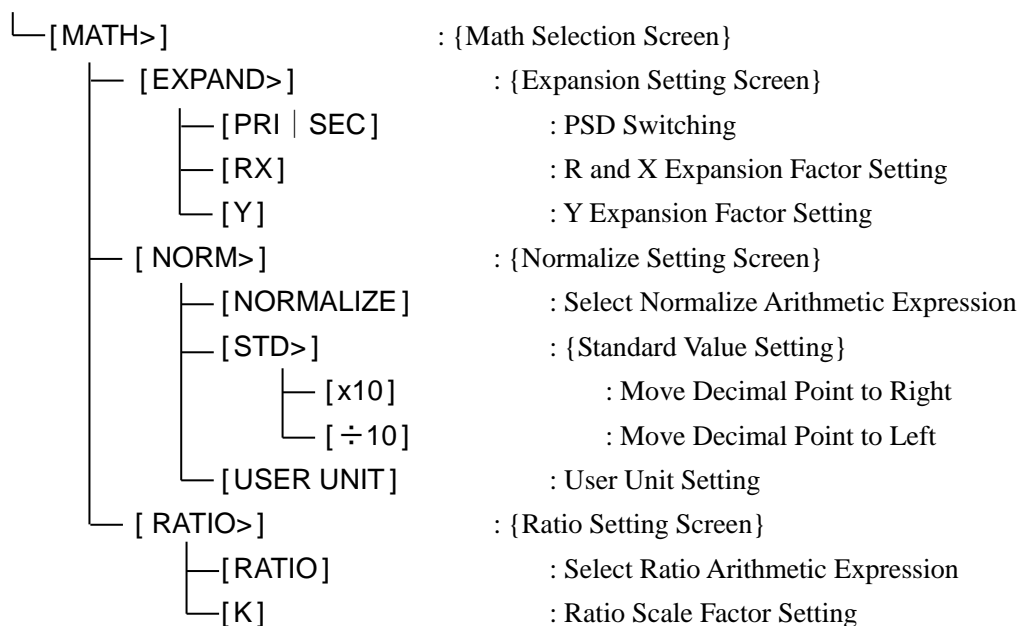 [MATH>] : {Math Selection Screen}
[EXPAND>] : {Expansion Setting Screen}
[PRI｜SEC] : PSD Switching
[RX] : R and X Expansion Factor Setting
[Y] : Y Expansion Factor Setting
[ NORM>] : {Normalize Setting Screen}
[NORMALIZE] : Select Normalize Arithmetic Expression
[STD>] : {Standard Value Setting}
[x10] : Move Decimal Point to Right
[÷10] : Move Decimal Point to Left
[USER UNIT] : User Unit Setting
[ RATIO>] : {Ratio Setting Screen}
[RATIO] : Select Ratio Arithmetic Expression
[K] : Ratio Scale Factor Setting